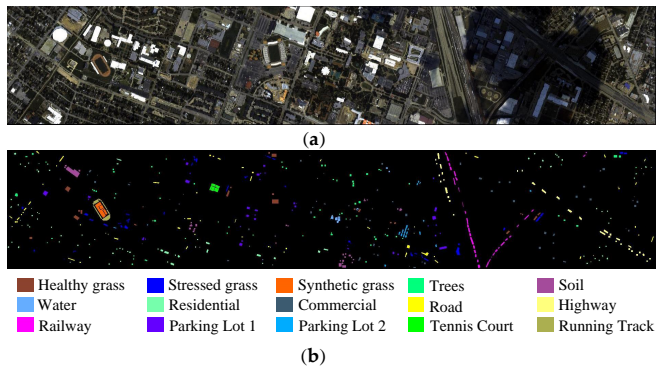 (a)
Healthy grass Stressed grass Synthetic grass Trees Soil
Water Residential Commercial Road Highway
Railway Parking Lot 1 Parking Lot 2 Tennis Court Running Track
(b)